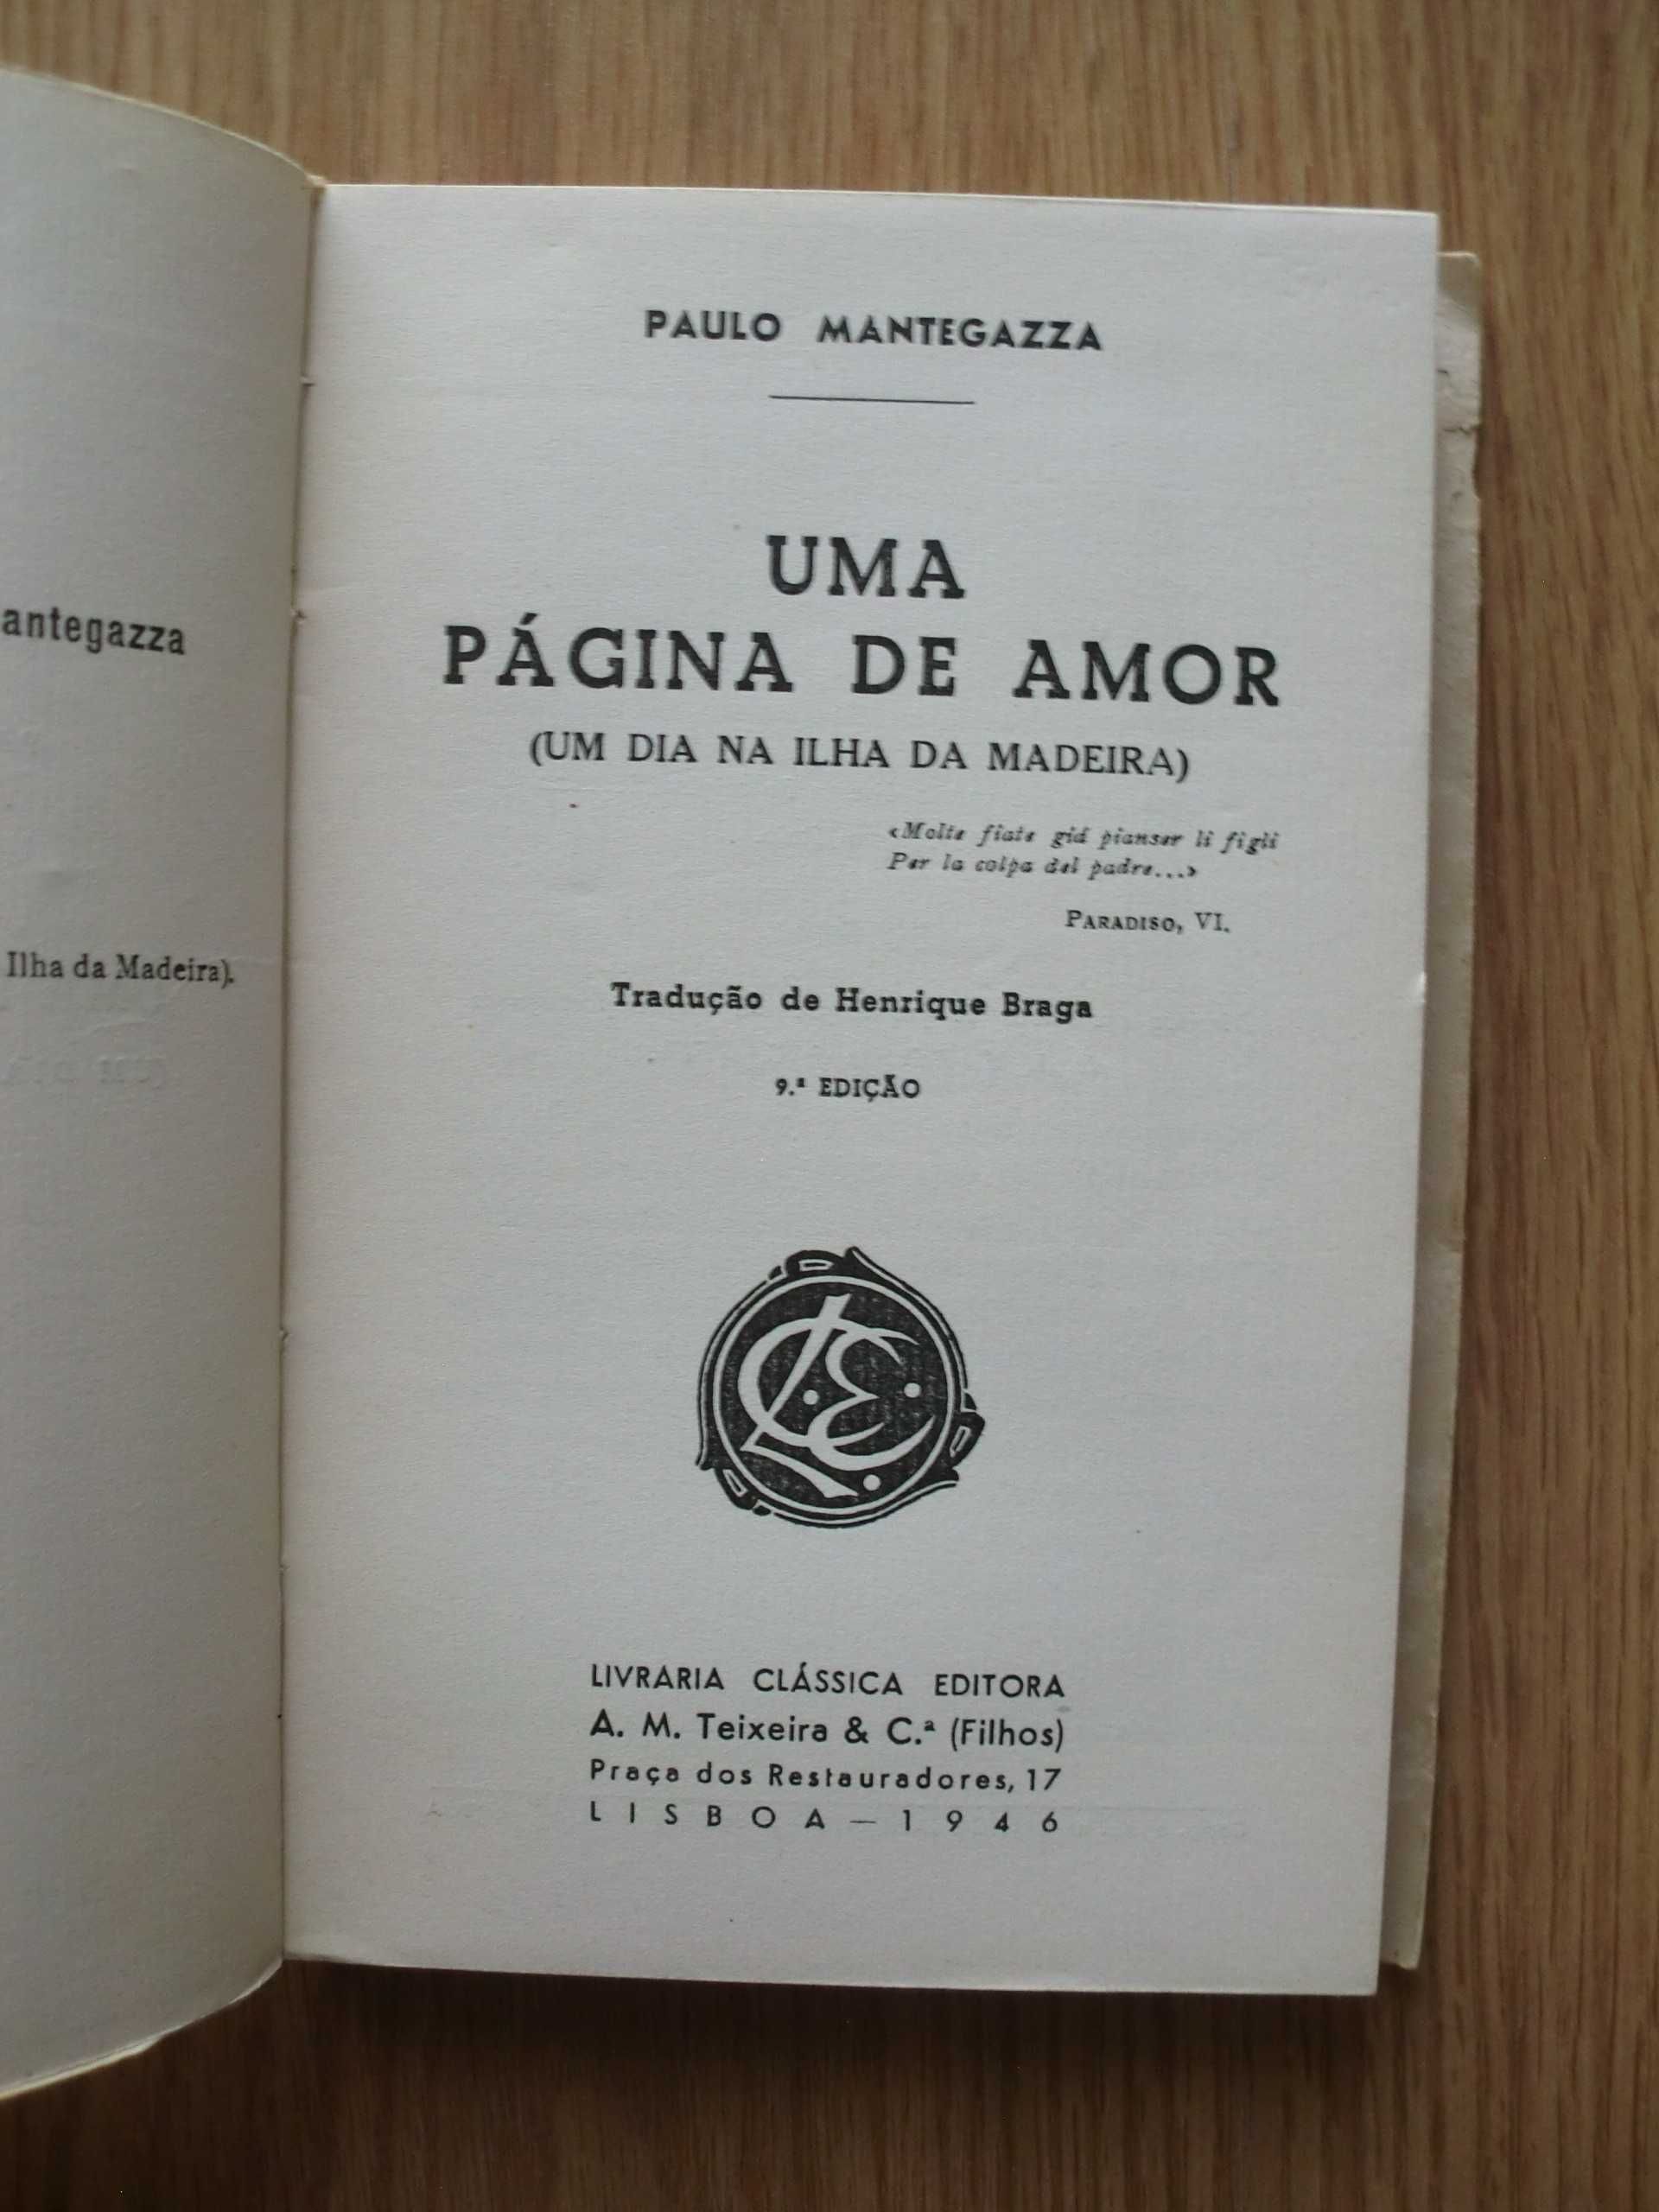 antegazza
Ilha da Madeira).
PAULO MANTEGAZZA
UMA
PÁGINA DE AMOR
(UM DIA NA ILHA DA MADEIRA)
«Molte fiate giá pianser li figli
Per la colpa del padre...»
PARADISO, VI.
Tradução de Henrique Braga
9.ª EDIÇÃO
LCE
LIVRARIA CLÁSSICA EDITORA
A. M. Teixeira & C.ª (Filhos)
Praça dos Restauradores, 17
LISBOA — 1946